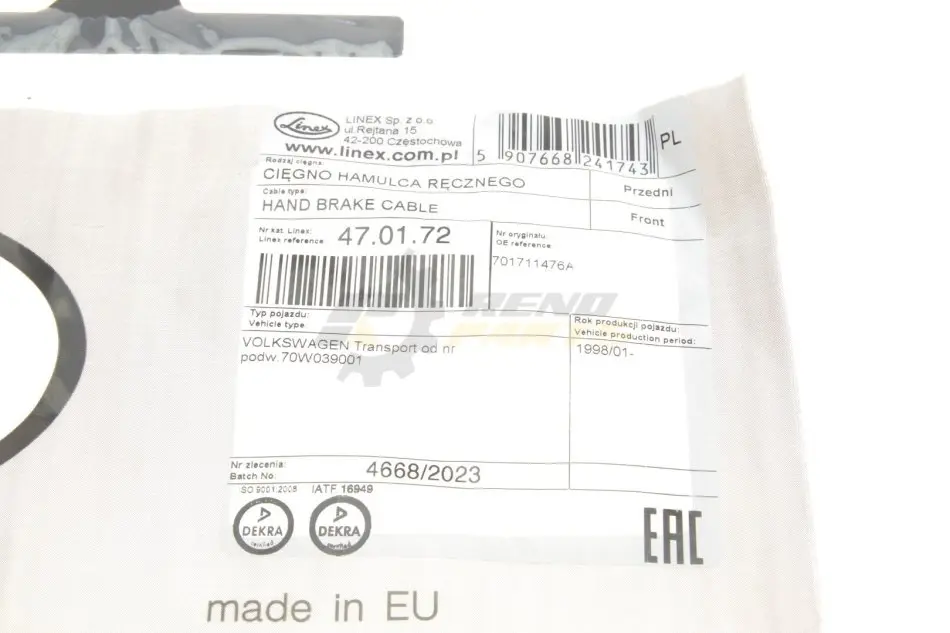 Linex
LINEX Sp. z o.o.
ul.Rejtana 15
42-200 Częstochowa
www.linex.com.pl
5 907668 241743
PL
Rodzaj cięgna:
CIĘGNO HAMULCA RĘCZNEGO
Przedni
Cable type:
HAND BRAKE CABLE
Front
Nr kat. Linex:
Linex reference
47.01.72
Nr oryginału
OE reference
701711476A
RENO
Typ pojazdu:
Vehicle type:
Rok produkcji pojazdu:
Vehicle production period:
VOLKSWAGEN Transport od nr
podw.70W039001
1998/01-
Nr zlecenia:
Batch No.
4668/2023
ISO 9001:2008
IATF 16949
DEKRA
certified
DEKRA
certified
EAC
made in EU